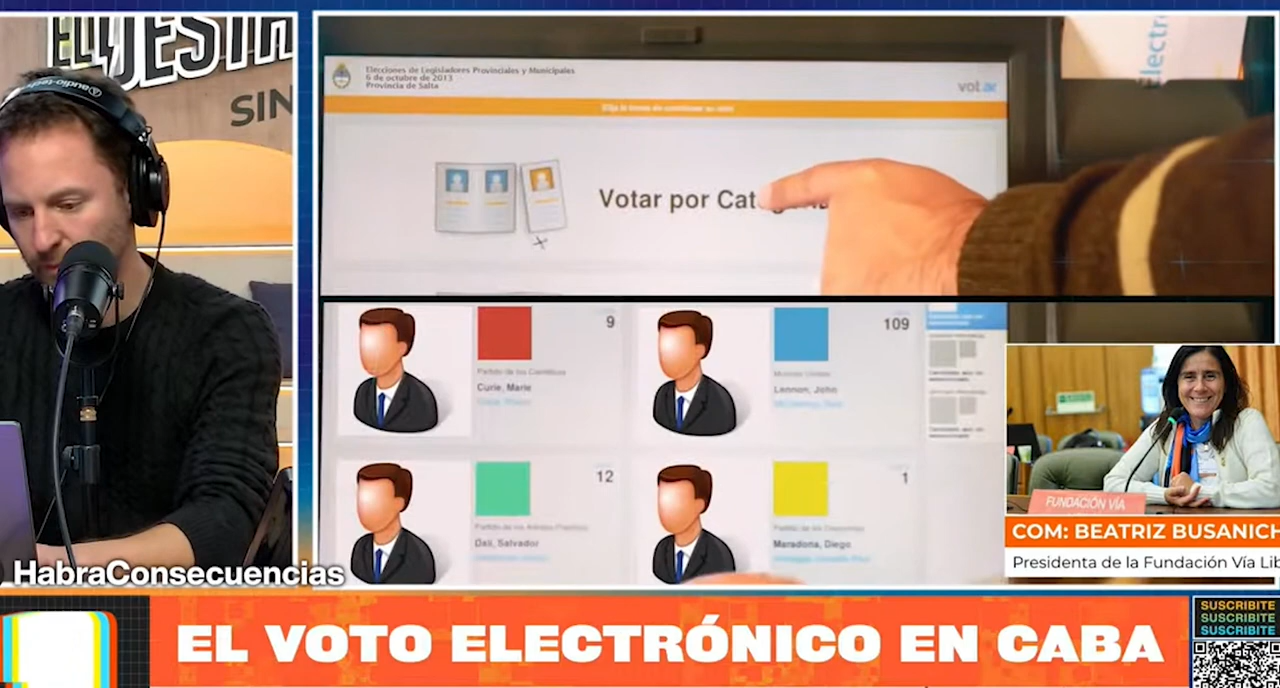 SIN
audio-technica
HabraConsecuencias
Elecciones de Legisladores Provinciales y Municipales
6 de octubre de 2013
Provincia de Salta
vot.ar
Votar por Cat
9
Curie, Marie
109
Lennon, John
12
Dalí, Salvador
1
Maradona, Diego
FUNDACIÓN VÍA
COM: BEATRIZ BUSANICH
Presidenta de la Fundación Vía Lib
EL VOTO ELECTRÓNICO EN CABA
SUSCRIBITE
SUSCRIBITE
SUSCRIBITE